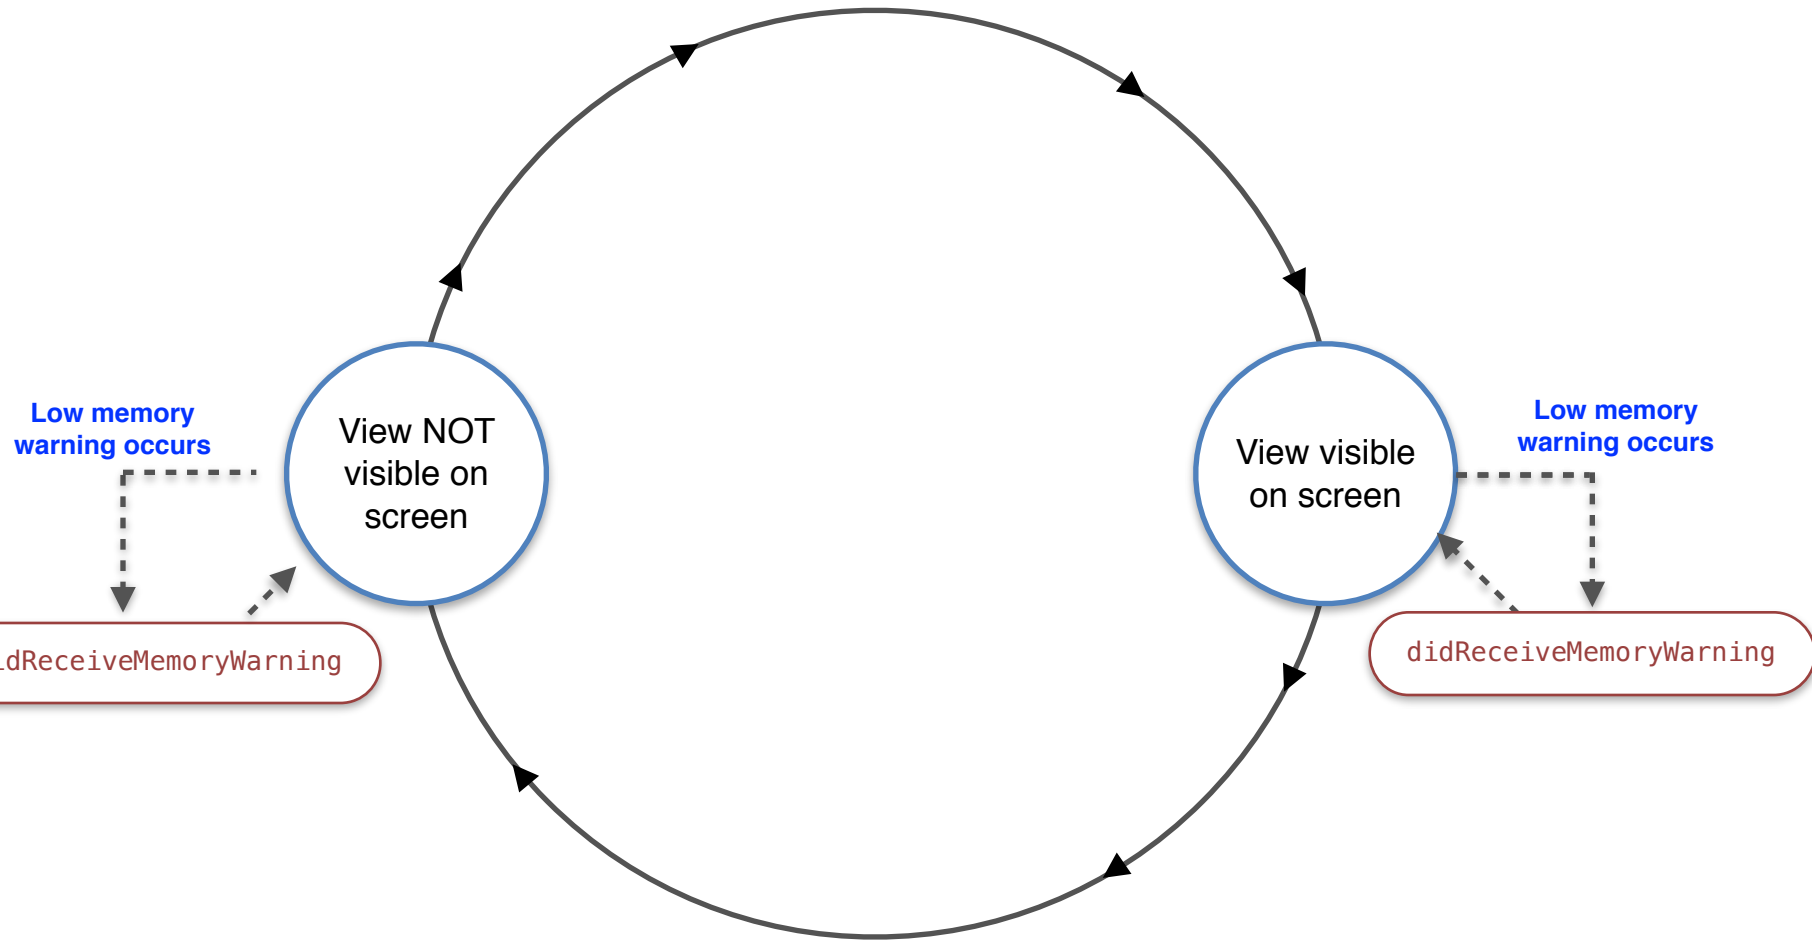 Low memory
warning occurs
View NOT
visible on
screen
idReceiveMemoryWarning
View visible
on screen
Low memory
warning occurs
didReceiveMemoryWarning